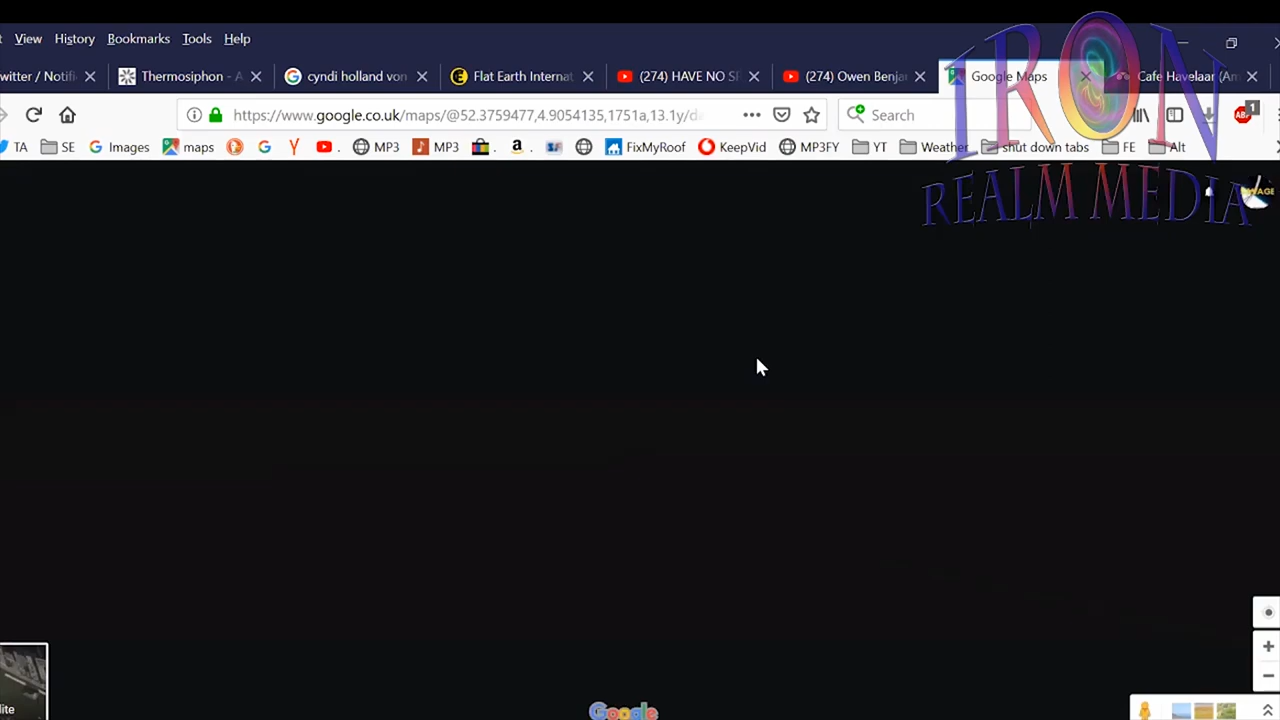 View History Bookmarks Tools Help
witter / Notifi Thermosiphon - A cyndi holland von Flat Earth Internat (274) HAVE NO S (274) Owen Benja Google Maps Cafe Havelaar (Am
https://www.google.co.uk/maps/@52.3759477,4.9054135,1751a,13.1y/d Search
TA SE Images maps MP3 MP3 FixMyRoof KeepVid MP3FY YT Weather shut down tabs FE Alt
IRON
REALM MEDIA
lite
Google